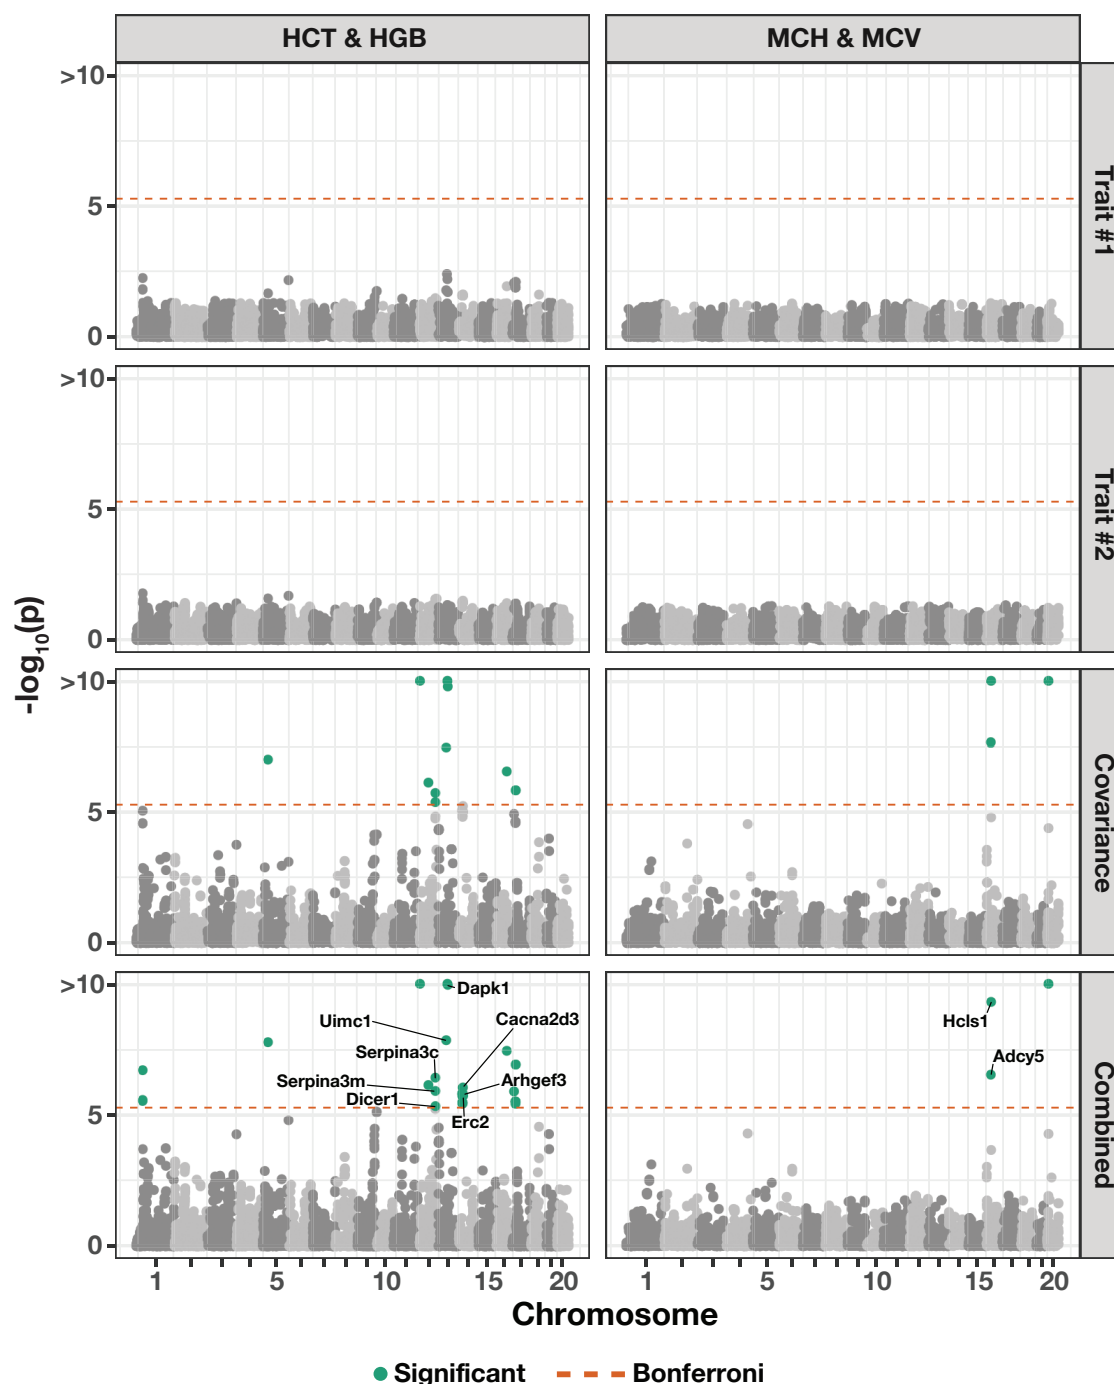 HCT & HGB
MCH & MCV
>10
5
0
Trait #1
>10
5
0
Trait #2
-log10(p)
>10
5
0
Covariance
>10
5
0
Dapk1
Uimc1
Cacna2d3
Serpina3c
Serpina3m
Arhgef3
Dicer1
Erc2
Hcls1
Adcy5
Combined
1
5
10
15
20
1
5
10
15
20
Chromosome
Significant
Bonferroni